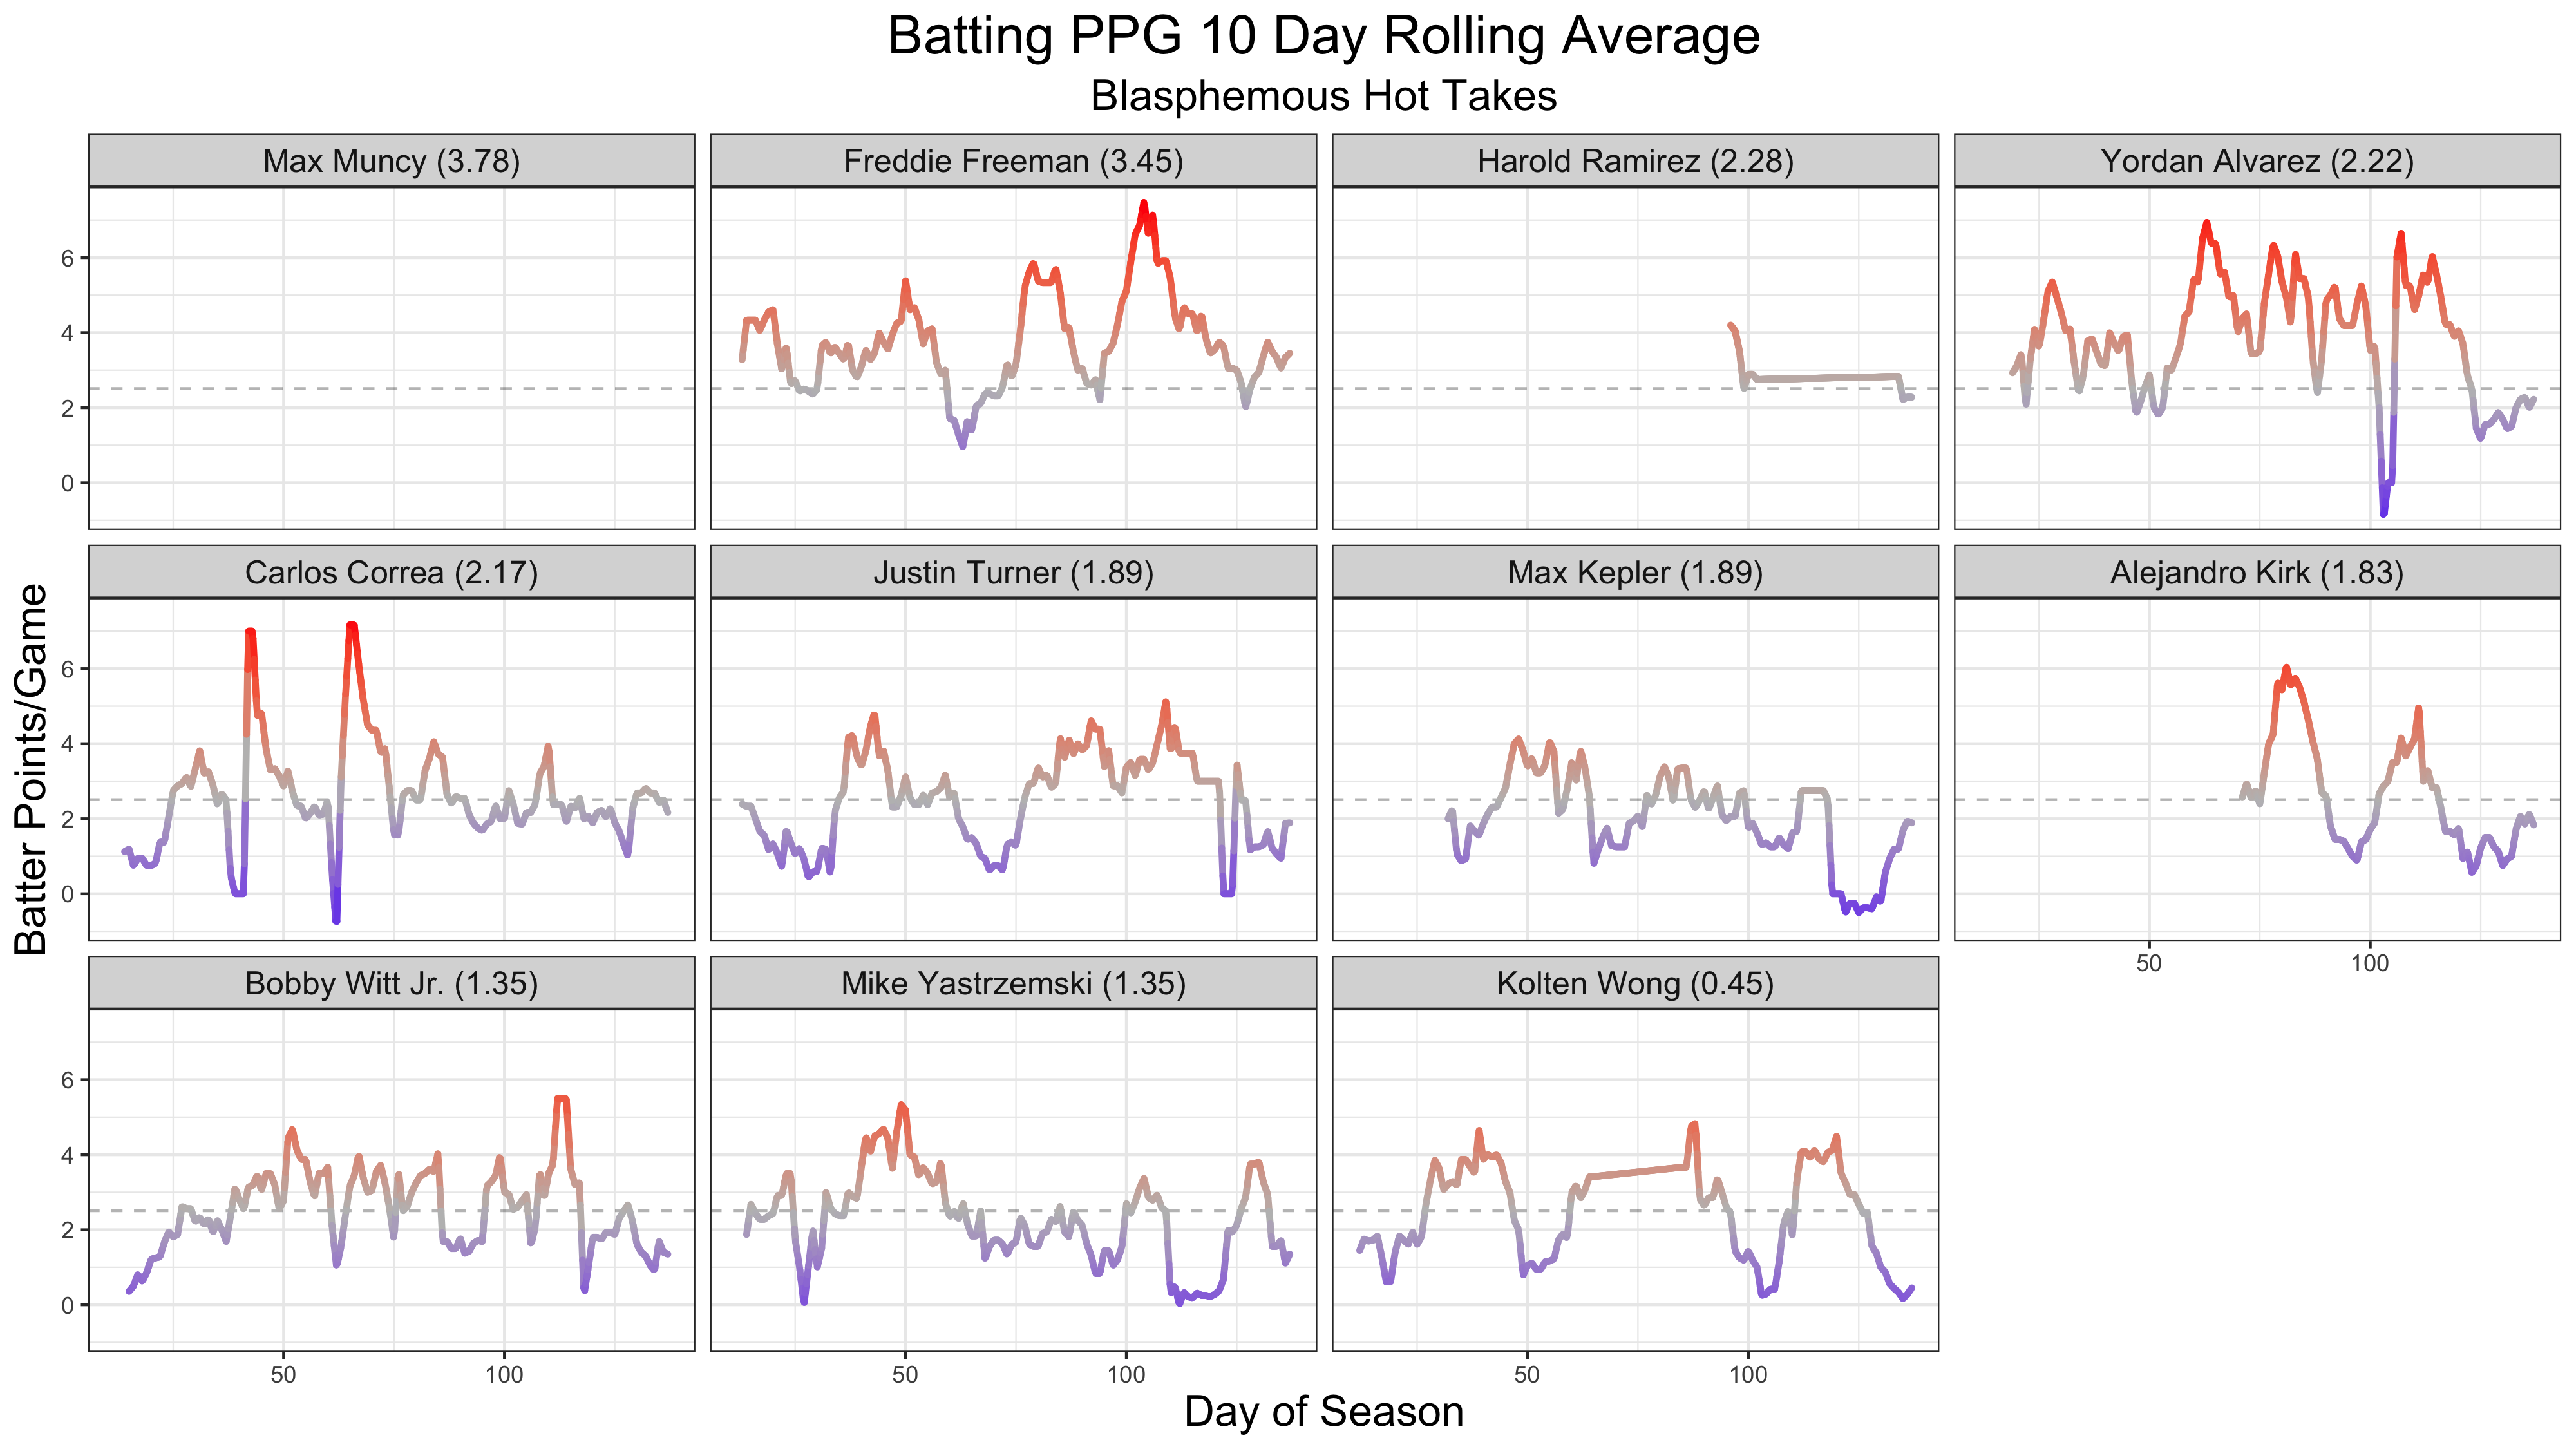 Batting PPG 10 Day Rolling Average
Blasphemous Hot Takes
Max Muncy (3.78)
Freddie Freeman (3.45)
Harold Ramirez (2.28)
Yordan Alvarez (2.22)
6
4
2
0
Carlos Correa (2.17)
Justin Turner (1.89)
Max Kepler (1.89)
Alejandro Kirk (1.83)
6
4
2
0
50
100
Bobby Witt Jr. (1.35)
Mike Yastrzemski (1.35)
Kolten Wong (0.45)
6
4
2
0
50
100
50
100
50
100
Batter Points/Game
Day of Season